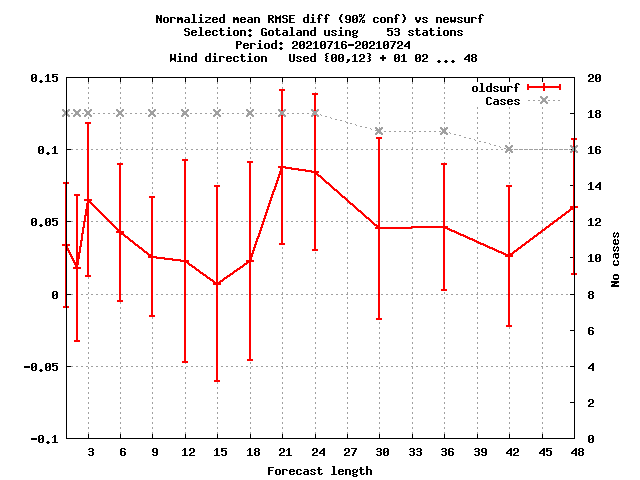 Normalized mean RMSE diff (90% conf) vs newsurf
Selection: Gotaland using    53 stations
Period: 20210716-20210724
Wind direction   Used {00,12} + 01 02 ... 48
oldsurf
Cases
0.15
0.1
0.05
0
-0.05
-0.1
20
18
16
14
12
10
8
6
4
2
0
No cases
3 6 9 12 15 18 21 24 27 30 33 36 39 42 45 48
Forecast length